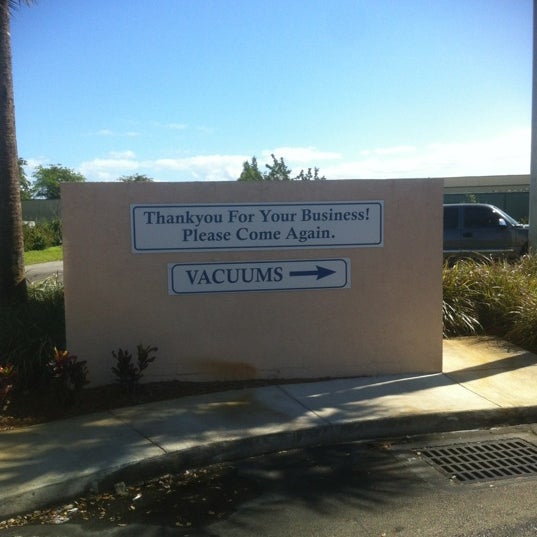 Thankyou For Your Business!
Please Come Again.
VACUUMS →